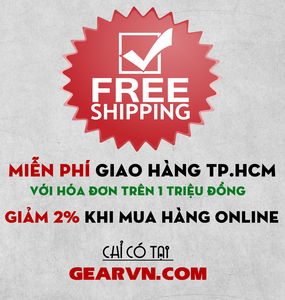 FREE
SHIPPING
MIỄN PHÍ GIAO HÀNG TP.HCM
VỚI HÓA ĐƠN TRÊN 1 TRIỆU ĐỒNG
GIẢM 2% KHI MUA HÀNG ONLINE
CHỈ CÓ TẠI
GEARVN.COM